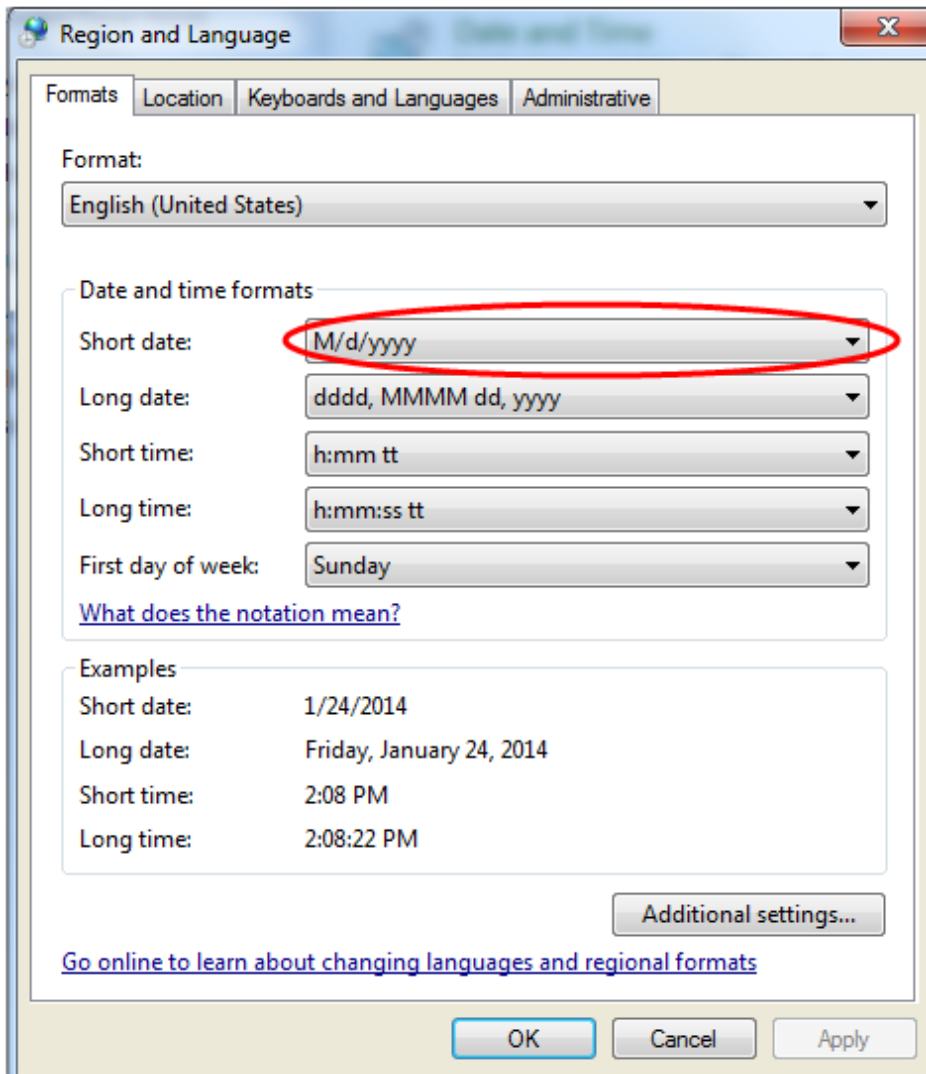 Region and Language
Date and Time
Formats Location Keyboards and Languages Administrative
Format:
English (United States)
Date and time formats
Short date: M/d/yyyy
Long date: dddd, MMMM dd, yyyy
Short time: h:mm tt
Long time: h:mm:ss tt
First day of week: Sunday
What does the notation mean?
Examples
Short date: 1/24/2014
Long date: Friday, January 24, 2014
Short time: 2:08 PM
Long time: 2:08:22 PM
Additional settings...
Go online to learn about changing languages and regional formats
OK Cancel Apply